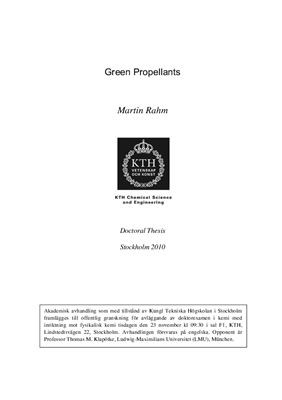 Green Propellants
Martin Rahm
KTH
VETENSKAP
OCH KONST
KTH Chemical Science
and Engineering
Doctoral Thesis
Stockholm 2010
Akademisk avhandling som med tillstånd av Kungl Tekniska Högskolan i Stockholm
framlägges till offentlig granskning för avläggande av doktorsexamen i kemi med
inriktning mot fysikalisk kemi tisdagen den 23 november kl 09:30 i sal F1, KTH,
Lindstedtsvägen 22, Stockholm. Avhandlingen försvaras på engelska. Opponent är
Professor Thomas M. Klapötke, Ludwig-Maximilians Universitet (LMU), München.